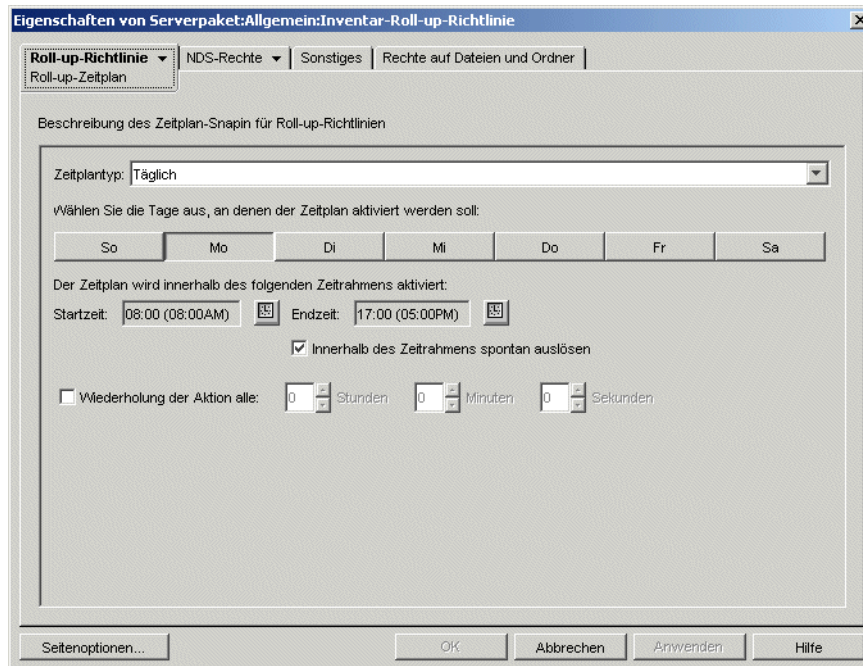 Eigenschaften von Serverpaket:Allgemein:Inventar-Roll-up-Richtlinie
Roll-up-Richtlinie NDS-Rechte Sonstiges Rechte auf Dateien und Ordner
Roll-up-Zeitplan
Beschreibung des Zeitplan-Snapin für Roll-up-Richtlinien
Zeitplantyp: Täglich
Wählen Sie die Tage aus, an denen der Zeitplan aktiviert werden soll:
So Mo Di Mi Do Fr Sa
Der Zeitplan wird innerhalb des folgenden Zeitrahmens aktiviert:
Startzeit: 08:00 (08:00AM) Endzeit: 17:00 (05:00PM)
Innerhalb des Zeitrahmens spontan auslösen
Wiederholung der Aktion alle: 0 Stunden 0 Minuten 0 Sekunden
Seitenoptionen... OK Abbrechen Anwenden Hilfe